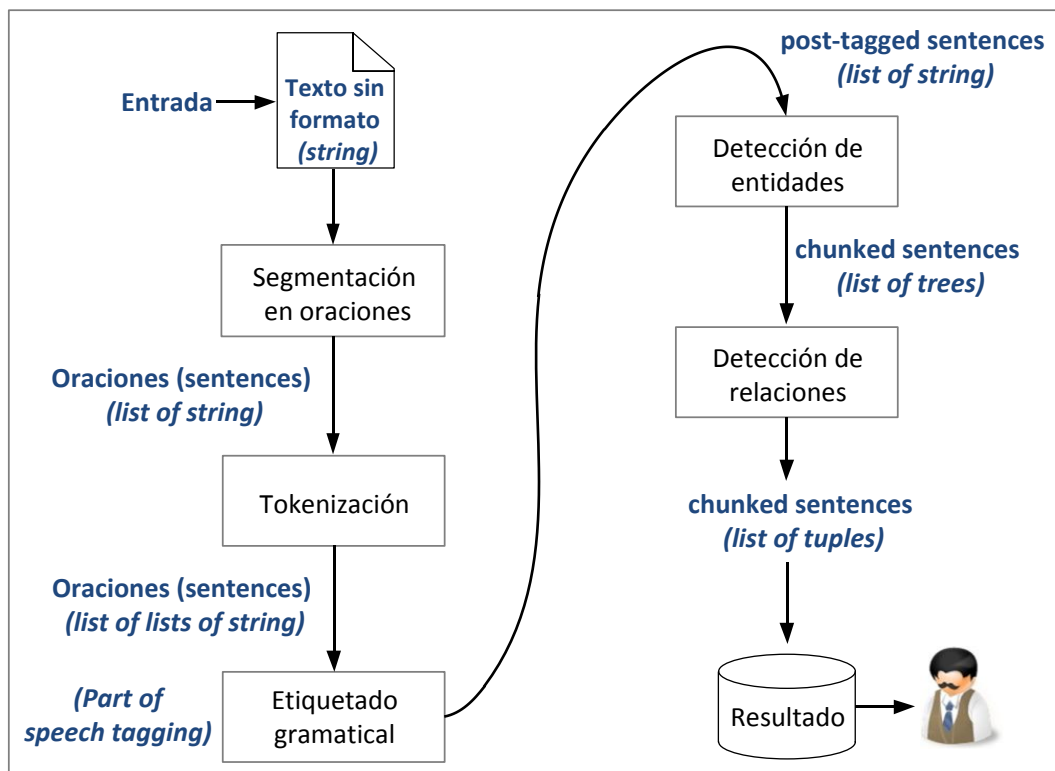 Entrada
Texto sin
formato
(string)
Segmentación
en oraciones
Oraciones (sentences)
(list of string)
Tokenización
Oraciones (sentences)
(list of lists of string)
(Part of
speech tagging)
Etiquetado
gramatical
post-tagged sentences
(list of string)
Detección de
entidades
chunked sentences
(list of trees)
Detección de
relaciones
chunked sentences
(list of tuples)
Resultado